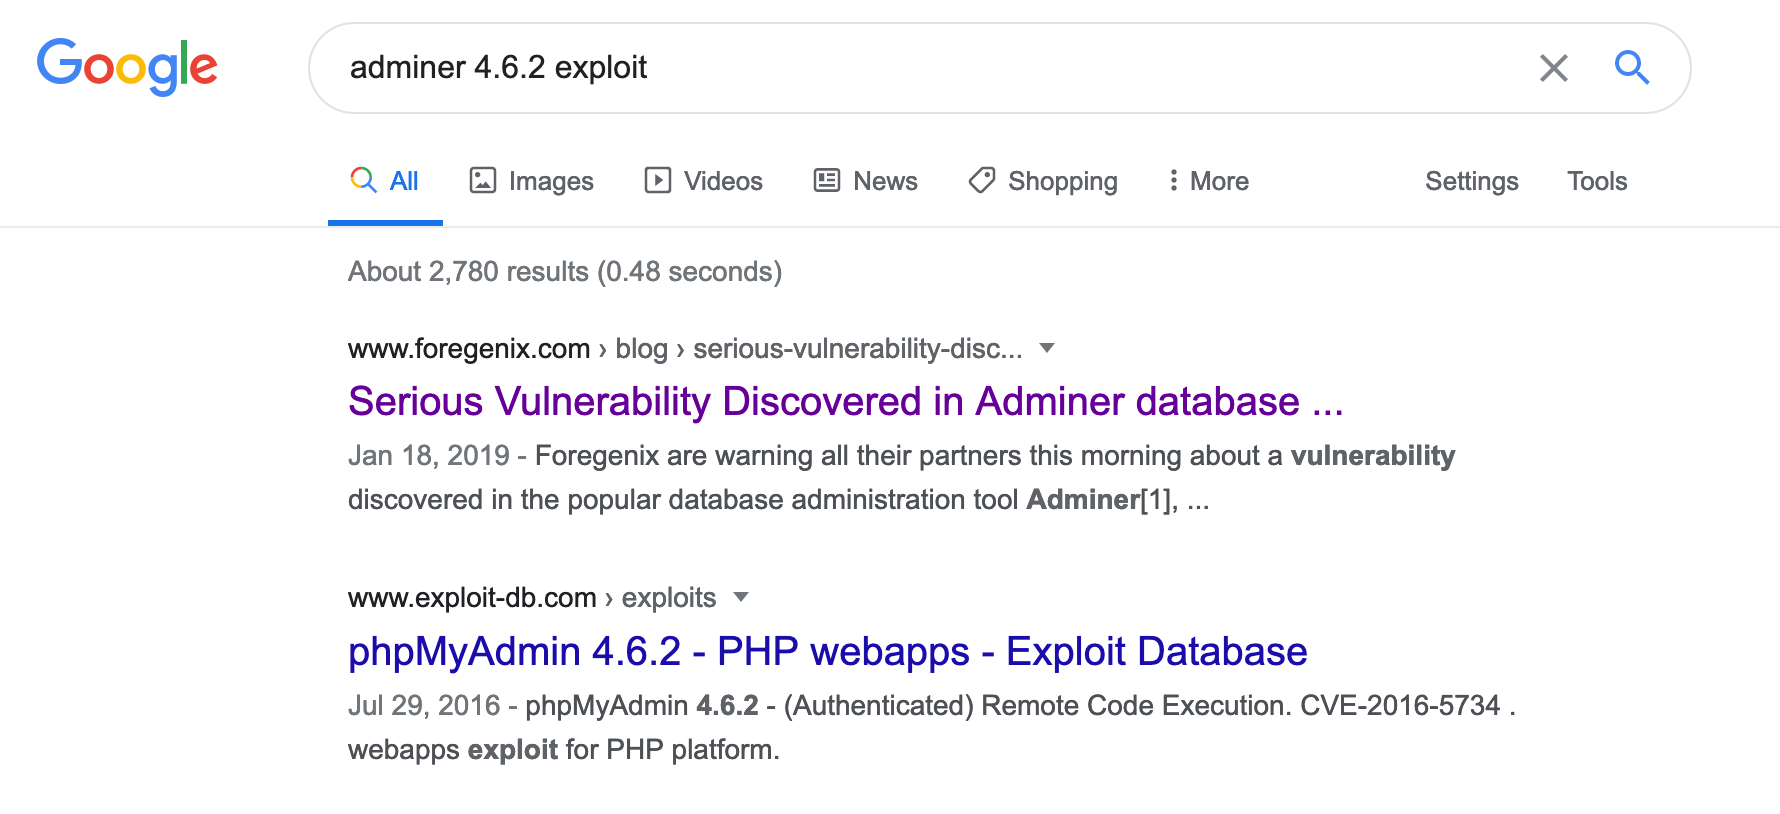 Google
adminer 4.6.2 exploit
All Images Videos News Shopping More Settings Tools
About 2,780 results (0.48 seconds)
www.foregenix.com › blog › serious-vulnerability-disc...
Serious Vulnerability Discovered in Adminer database ...
Jan 18, 2019 - Foregenix are warning all their partners this morning about a vulnerability
discovered in the popular database administration tool Adminer[1], ...
www.exploit-db.com › exploits
phpMyAdmin 4.6.2 - PHP webapps - Exploit Database
Jul 29, 2016 - phpMyAdmin 4.6.2 - (Authenticated) Remote Code Execution. CVE-2016-5734 .
webapps exploit for PHP platform.